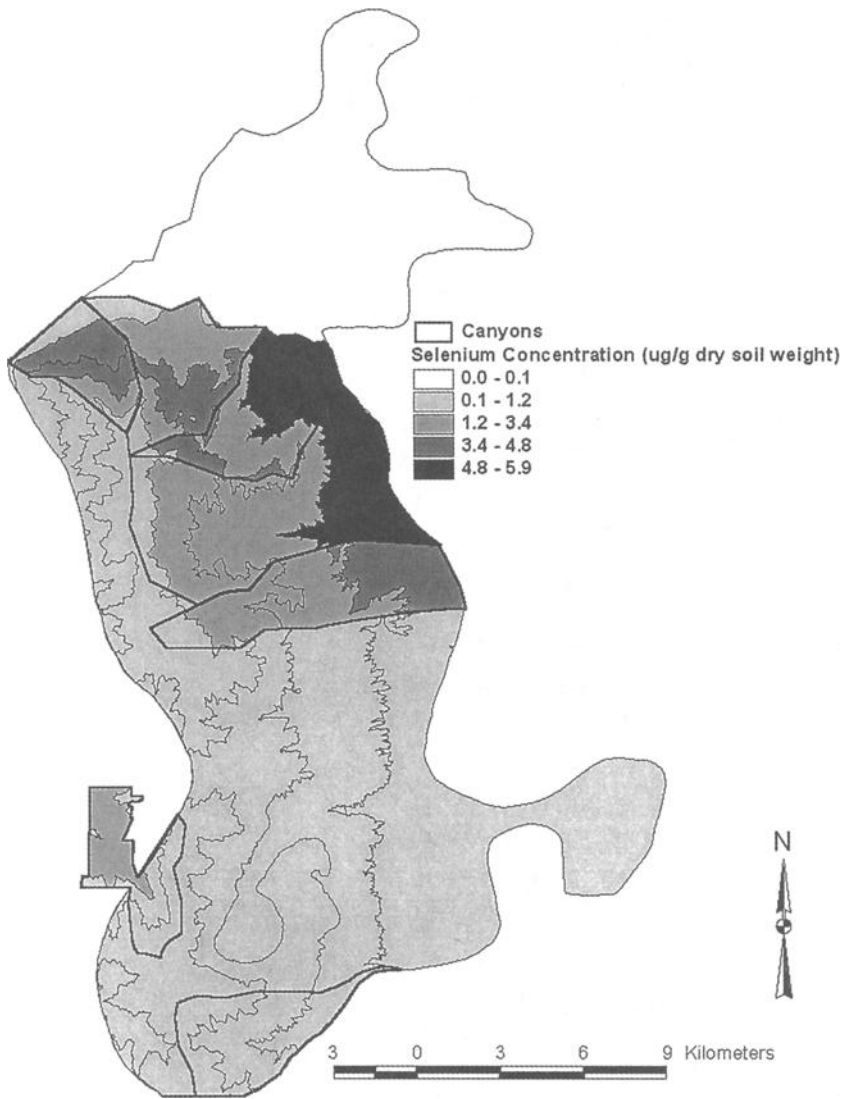 Canyons
Selenium Concentration (ug/g dry soil weight)
0.0 - 0.1
0.1 - 1.2
1.2 - 3.4
3.4 - 4.8
4.8 - 5.9
N
3 0 3 6 9 Kilometers